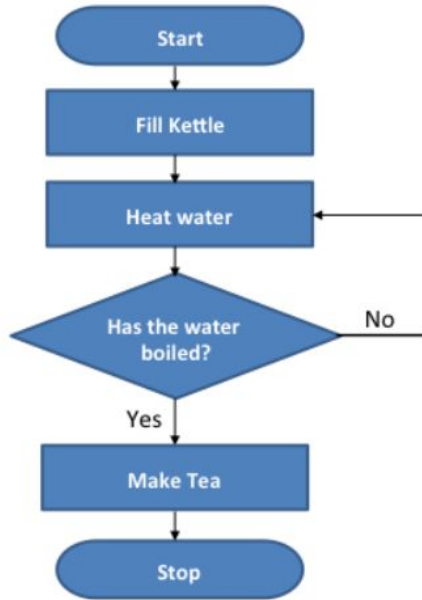 Start
Fill Kettle
Heat water
Has the water
boiled?
No
Yes
Make Tea
Stop